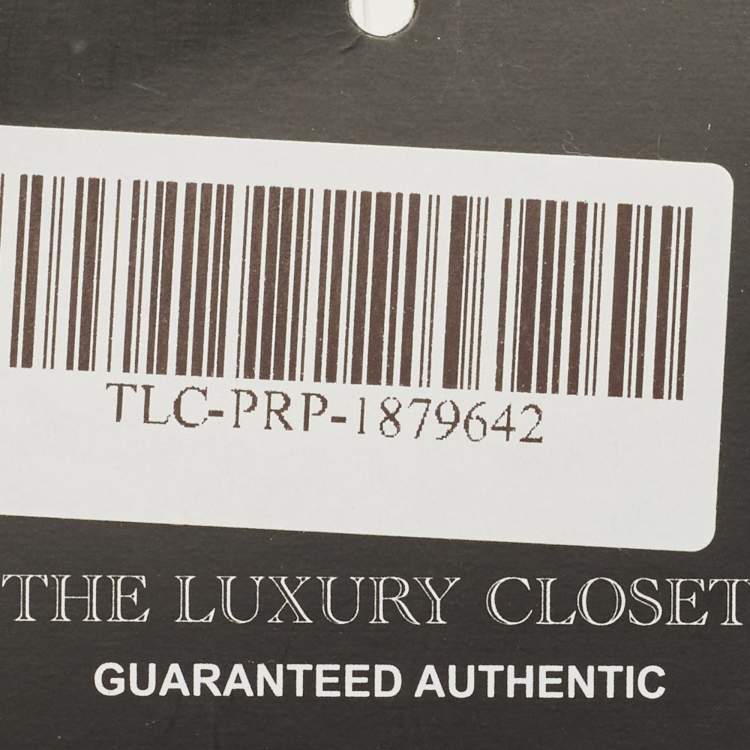 TLC-PRP-1879642
THE LUXURY CLOSET
GUARANTEED AUTHENTIC